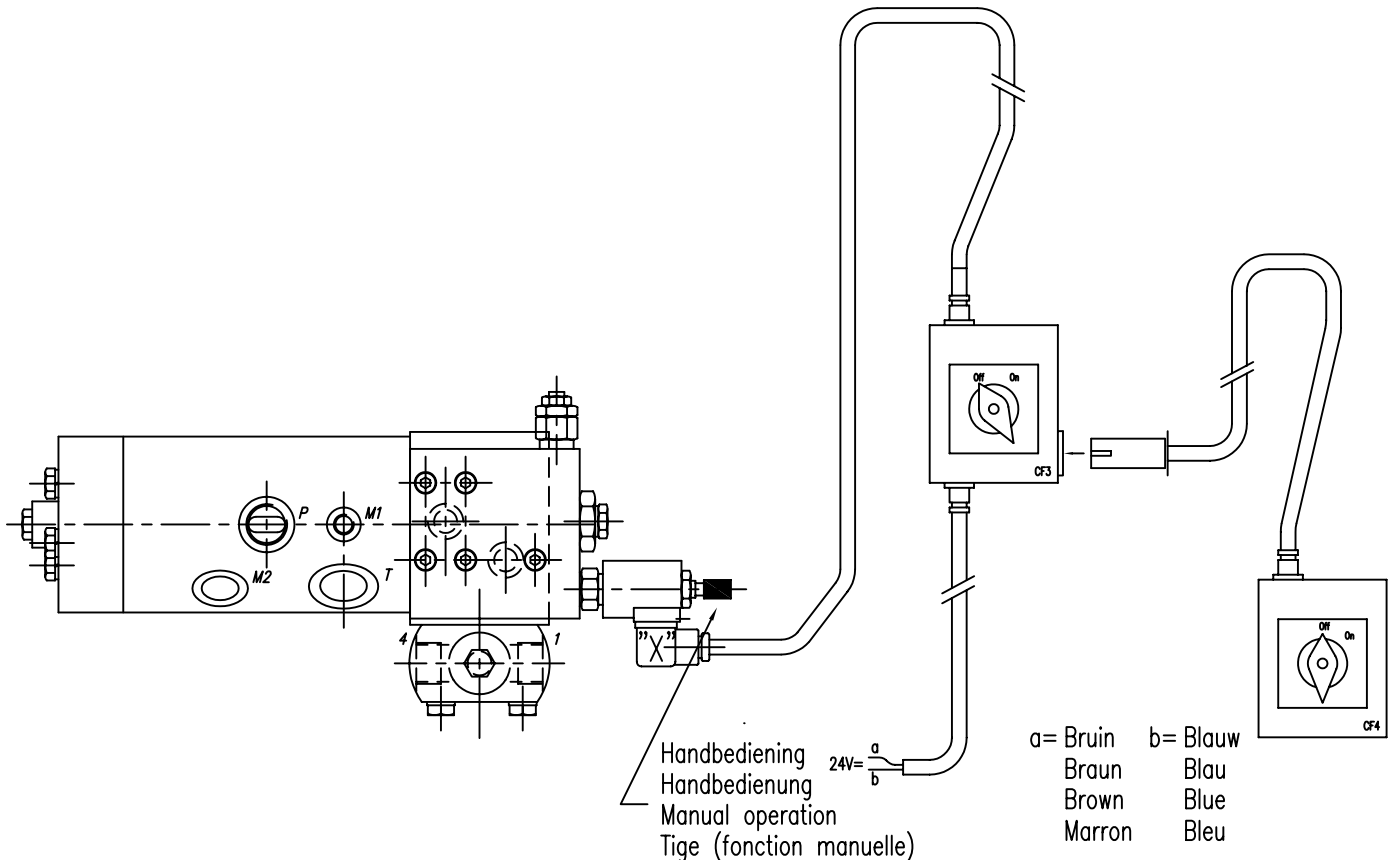 Off On
CF3
P
M1
M2
T
4
1
"X"
Off
On
CF4
Handbediening
Handbedienung
Manual operation
Tige (fonction manuelle)
24V=
a
b
a= Bruin b= Blauw
Braun Blau
Brown Blue
Marron Bleu